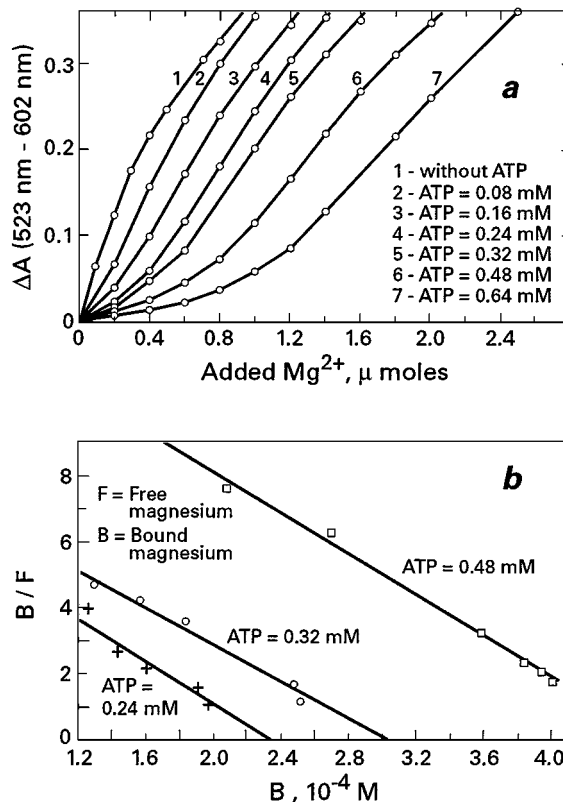 a
0.3
0.2
0.1
0
ΔA (523 nm - 602 nm)
1 2 3 4 5 6 7
1 - without ATP
2 - ATP = 0.08 mM
3 - ATP = 0.16 mM
4 - ATP = 0.24 mM
5 - ATP = 0.32 mM
6 - ATP = 0.48 mM
7 - ATP = 0.64 mM
0 0.4 0.8 1.2 1.6 2.0 2.4
Added Mg²⁺, μ moles
b
8
6
4
2
0
B / F
F = Free
magnesium
B = Bound
magnesium
ATP = 0.48 mM
ATP = 0.32 mM
ATP =
0.24 mM
1.2 1.6 2.0 2.4 2.8 3.2 3.6 4.0
B , 10⁻⁴ M